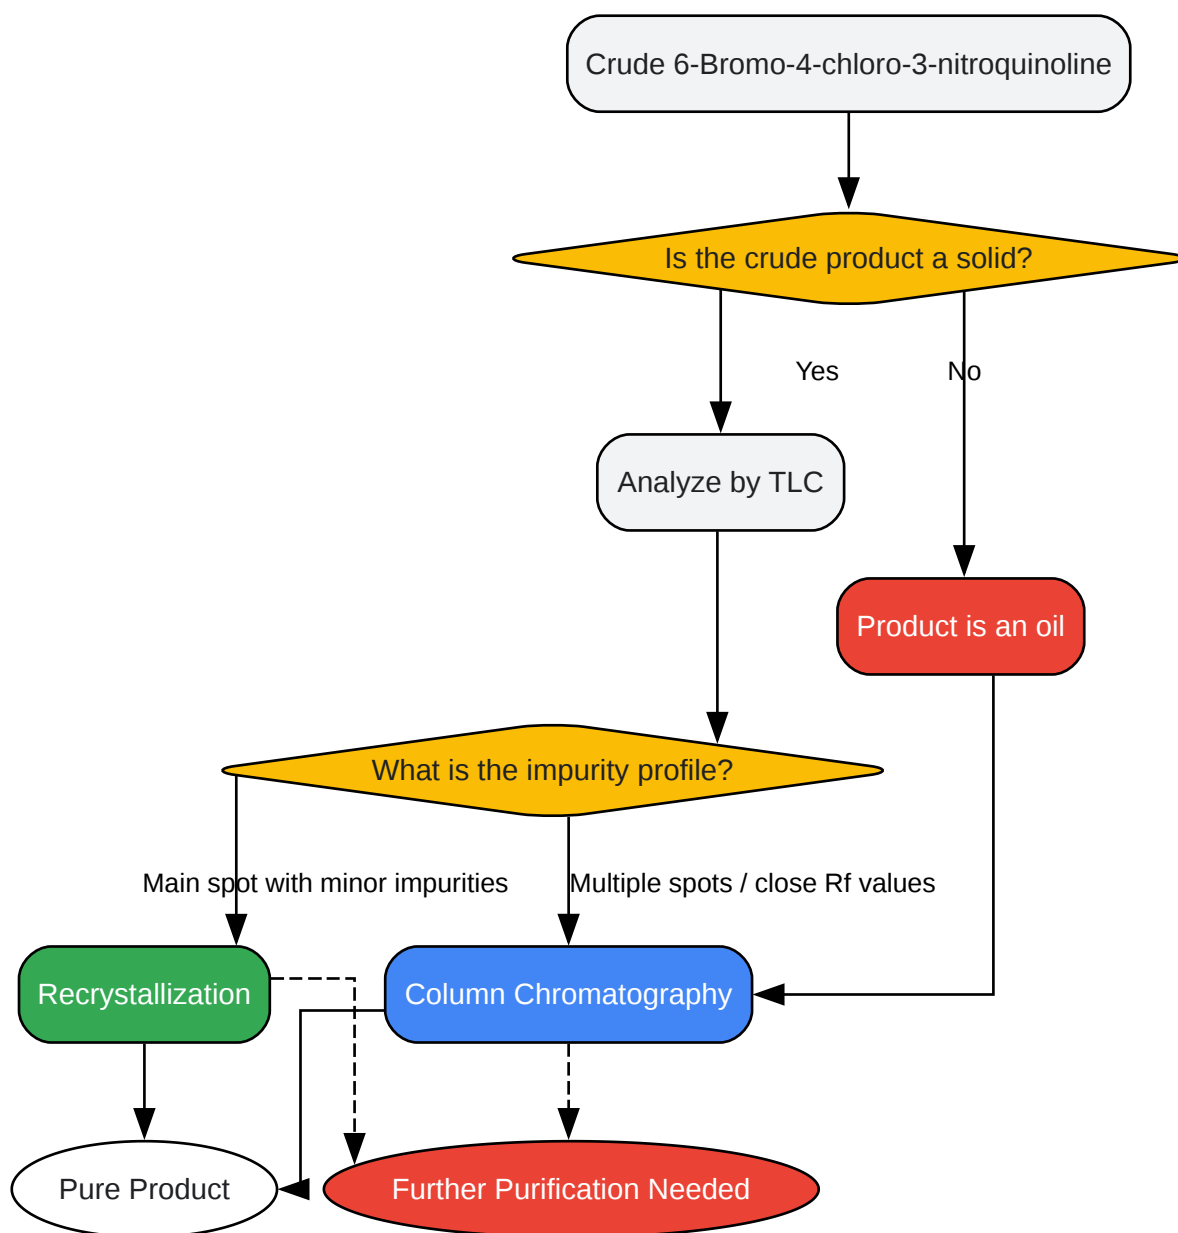 Crude 6-Bromo-4-chloro-3-nitroquinoline
Is the crude product a solid?
Yes
No
Analyze by TLC
Product is an oil
What is the impurity profile?
Main spot with minor impurities
Multiple spots / close Rf values
Recrystallization
Column Chromatography
Pure Product
Further Purification Needed